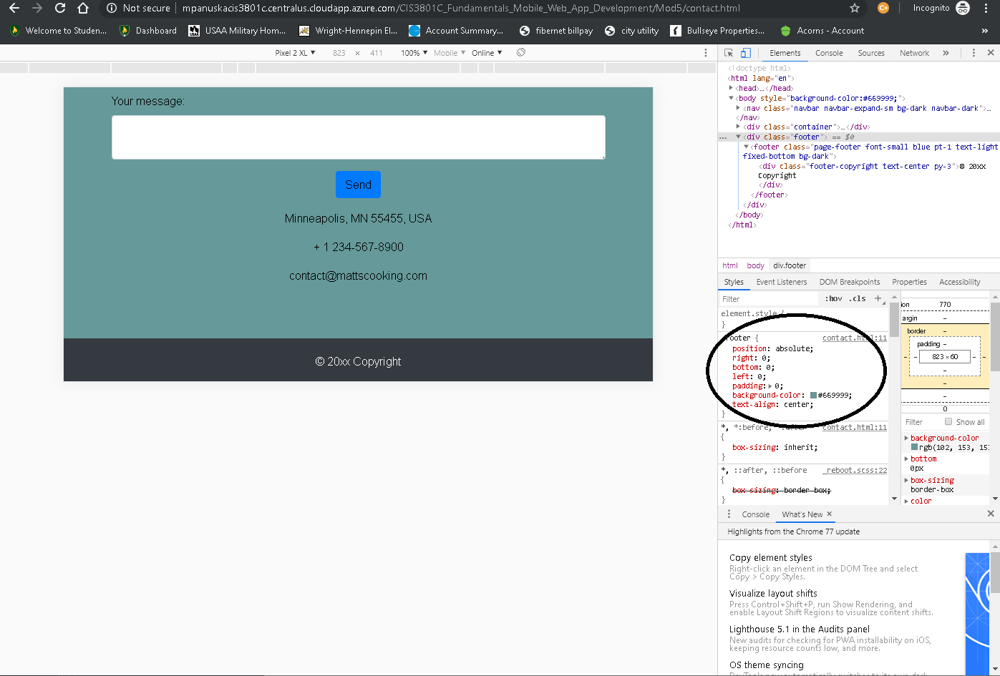 Not secure | mpanuskacis3801c.centralus.cloudapp.azure.com/CIS3801C_Fundamentals_Mobile_Web_App_Development/Mod5/contact.html Incognito
Welcome to Studen... Dashboard USAA Military Hom... Wright-Hennepin El... Account Summary... fibernet billpay city utility Bullseye Properties... Acorns - Account »
Pixel 2 XL ▼ 823 × 411 100% ▼ Mobile ▼ Online ▼
Your message:
Send
Minneapolis, MN 55455, USA
+ 1 234-567-8900
contact@mattscooking.com
© 20xx Copyright
Elements Console Sources Network »
<!doctype html>
<html lang="en">
<head>…</head>
<body style="background-color:#669999;">
<nav class="navbar navbar-expand-sm bg-dark navbar-dark">…
</nav>
<div class="container">…</div>
... <div class="footer"> == $0
<footer class="page-footer font-small blue pt-1 text-light
fixed-bottom bg-dark">
<div class="footer-copyright text-center py-3">© 20xx
Copyright
</div>
</footer>
</div>
</body>
</html>
html body div.footer
Styles Event Listeners DOM Breakpoints Properties Accessibility
Filter :hov .cls +
element.style {
}
footer { contact.html:11
position: absolute;
right: 0;
bottom: 0;
left: 0;
padding: 0;
background-color: #669999;
text-align: center;
}
*, *:before, contact.html:11
{
box-sizing: inherit;
}
*, ::after, ::before _reboot.scss:22
{
box-sizing: border-box;
}
ion 770
argin –
border –
padding –
– – 823 × 60 – –
–
–
–
0
Filter Show all
background-color
rgb(102, 153, 15
bottom
0px
box-sizing
border-box
color
Console What's New ×
Highlights from the Chrome 77 update
Copy element styles
Right-click an element in the DOM Tree and select
Copy > Copy Styles.
Visualize layout shifts
Press Control+Shift+P, run Show Rendering, and
enable Layout Shift Regions to visualize content shifts.
Lighthouse 5.1 in the Audits panel
New audits for checking for PWA installability on iOS,
keeping resource counts low, and more.
OS theme syncing